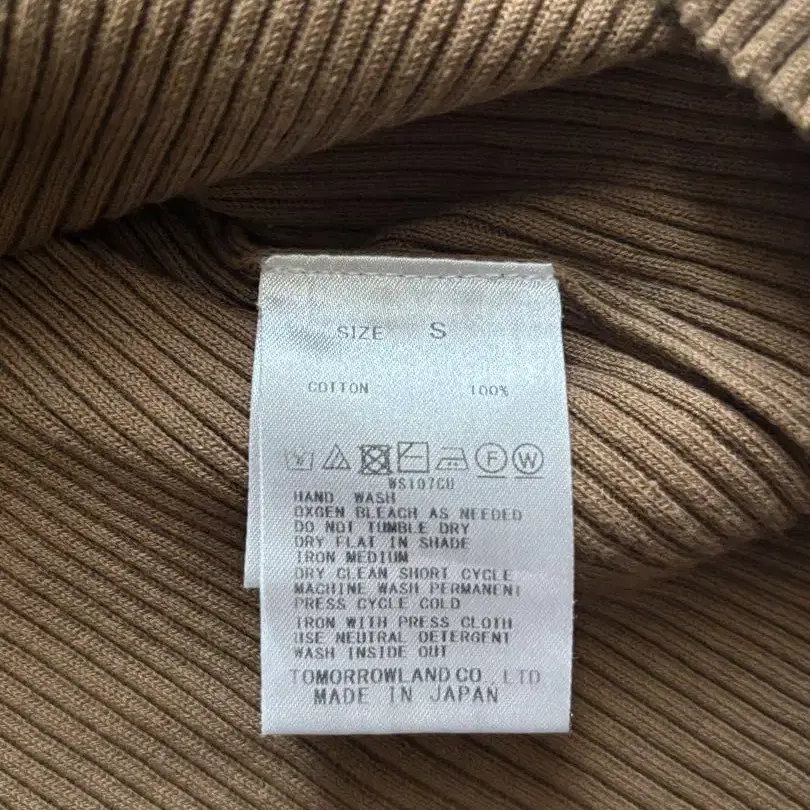 SIZE S
COTTON 100%
F W
WS107CU
HAND WASH
OXGEN BLEACH AS NEEDED
DO NOT TUMBLE DRY
DRY FLAT IN SHADE
IRON MEDIUM
DRY CLEAN SHORT CYCLE
MACHINE WASH PERMANENT
PRESS CYCLE COLD
IRON WITH PRESS CLOTH
USE NEUTRAL DETERGENT
WASH INSIDE OUT
TOMORROWLAND CO., LTD
MADE IN JAPAN